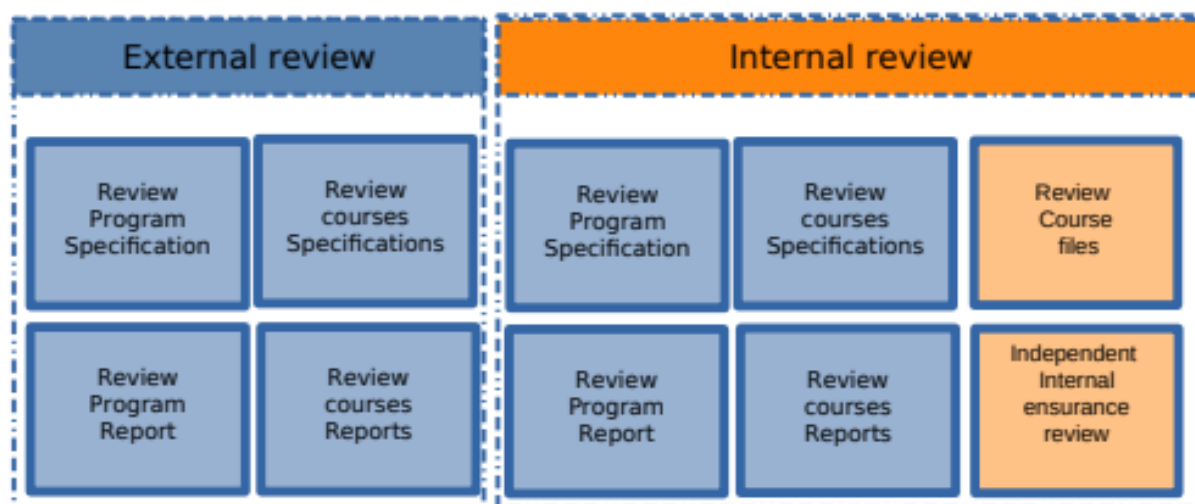 External review
Internal review
Review
Program
Specification
Review
courses
Specifications
Review
Program
Specification
Review
courses
Specifications
Review
Course
files
Review
Program
Report
Review
courses
Reports
Review
Program
Report
Review
courses
Reports
Independent
Internal
ensurance
review